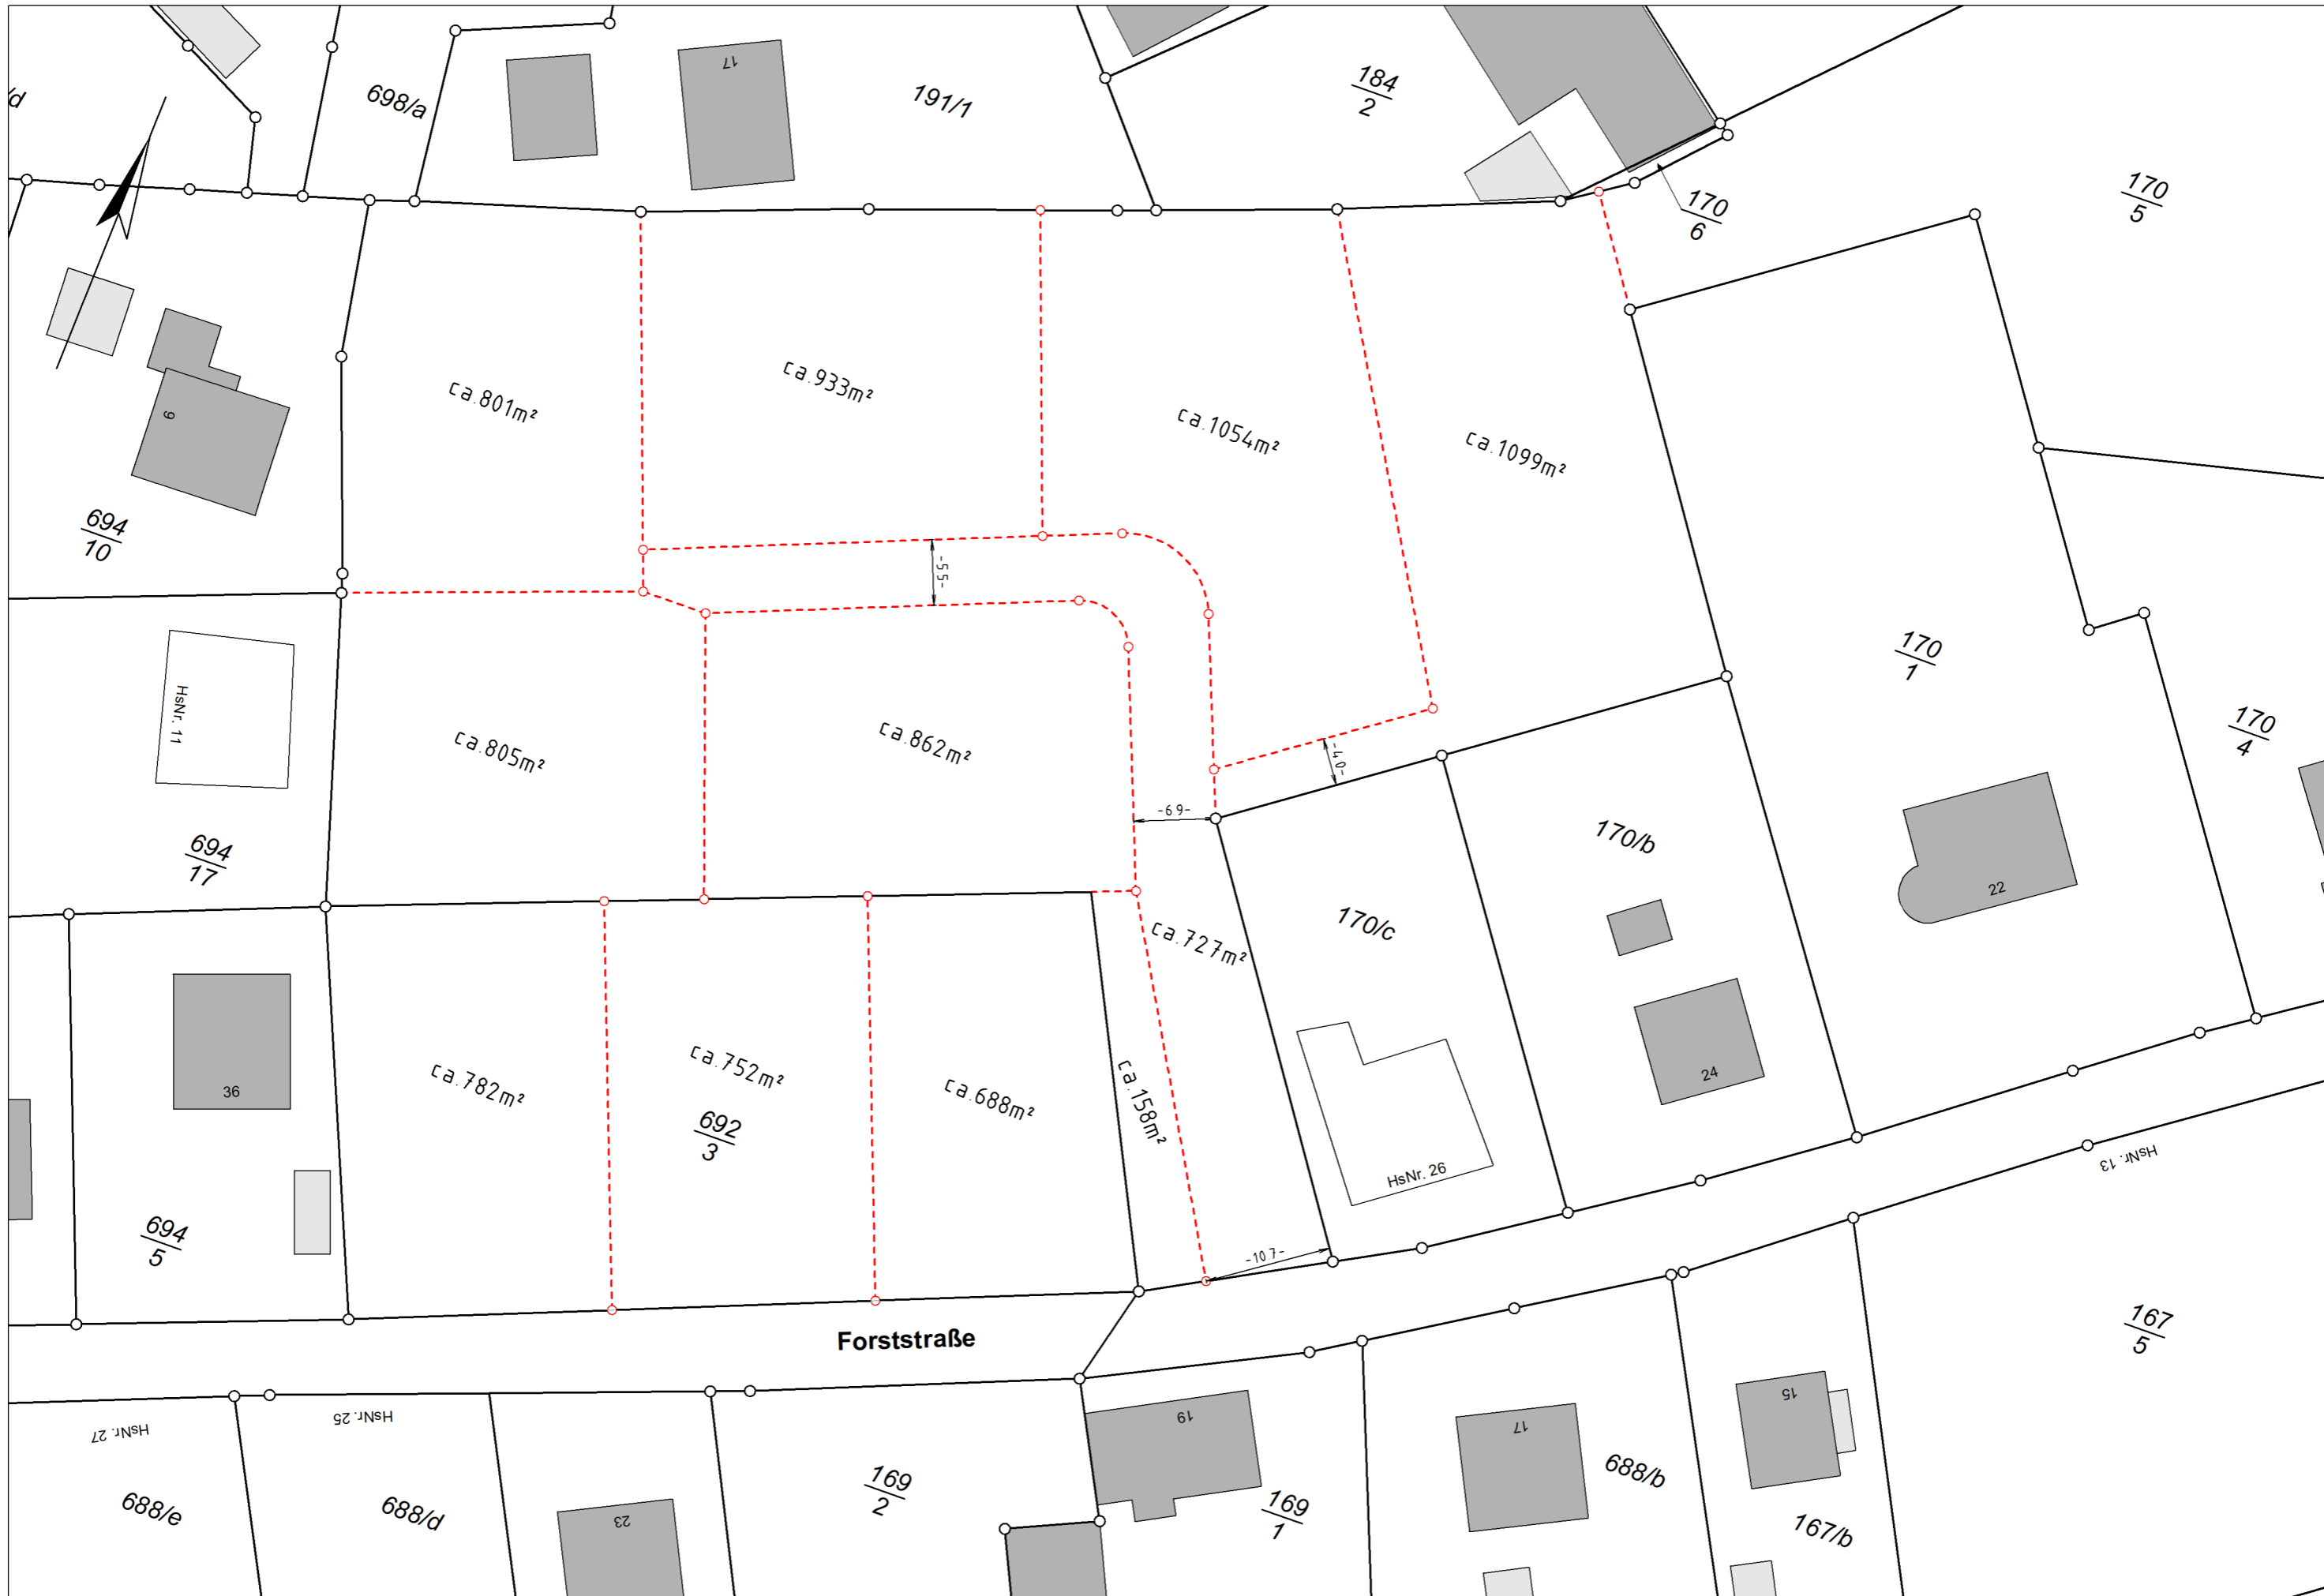 17
184
2
/d
698/a
191/1
170
6
170
5
ca.801m²
ca.933m²
ca.1054m²
ca.1099m²
9
694
10
-5.5-
170
1
HsNr. 11
ca.805m²
ca.862m²
-4.0-
170
4
-6.9-
694
17
170/b
22
170/c
ca.727m²
36
ca.782m²
ca.752m²
ca.688m²
ca.158m²
692
3
24
HsNr. 26
HsNr. 13
694
5
-10.7-
Forststraße
167
5
HsNr. 27
HsNr. 25
19
17
15
688/e
688/d
23
169
2
169
1
688/b
167/b